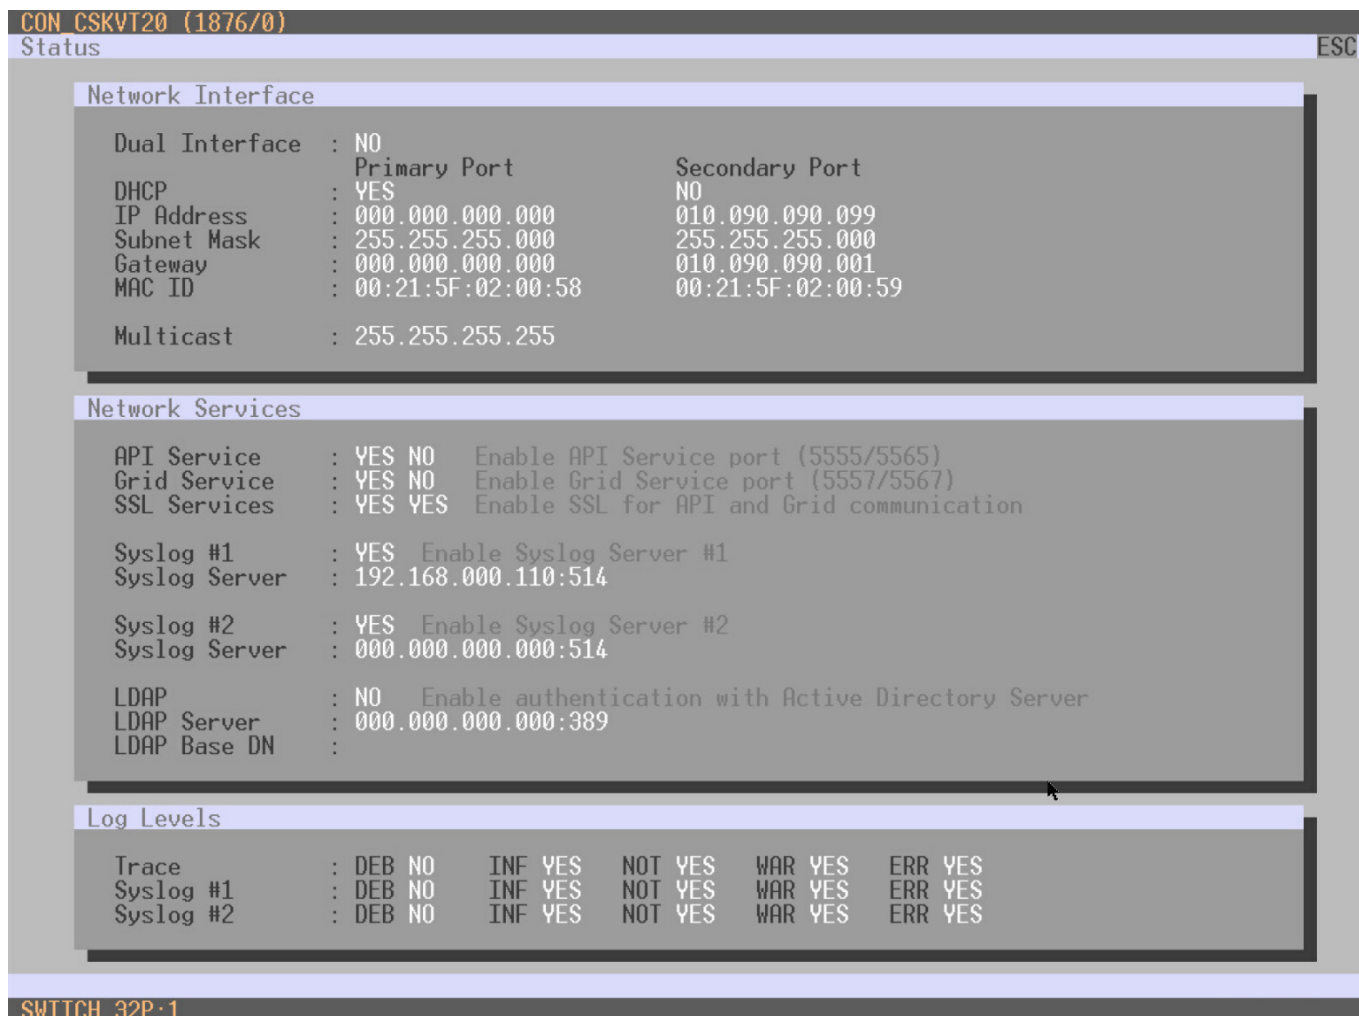 CON_CSKVT20 (1876/0)
Status ESC
Network Interface
Dual Interface : NO
Primary Port Secondary Port
DHCP : YES NO
IP Address : 000.000.000.000 010.090.090.099
Subnet Mask : 255.255.255.000 255.255.255.000
Gateway : 000.000.000.000 010.090.090.001
MAC ID : 00:21:5F:02:00:58 00:21:5F:02:00:59
Multicast : 255.255.255.255
Network Services
API Service : YES NO Enable API Service port (5555/5565)
Grid Service : YES NO Enable Grid Service port (5557/5567)
SSL Services : YES YES Enable SSL for API and Grid communication
Syslog #1 : YES Enable Syslog Server #1
Syslog Server : 192.168.000.110:514
Syslog #2 : YES Enable Syslog Server #2
Syslog Server : 000.000.000.000:514
LDAP : NO Enable authentication with Active Directory Server
LDAP Server : 000.000.000.000:389
LDAP Base DN :
Log Levels
Trace : DEB NO INF YES NOT YES WAR YES ERR YES
Syslog #1 : DEB NO INF YES NOT YES WAR YES ERR YES
Syslog #2 : DEB NO INF YES NOT YES WAR YES ERR YES
SWITCH_32P:1